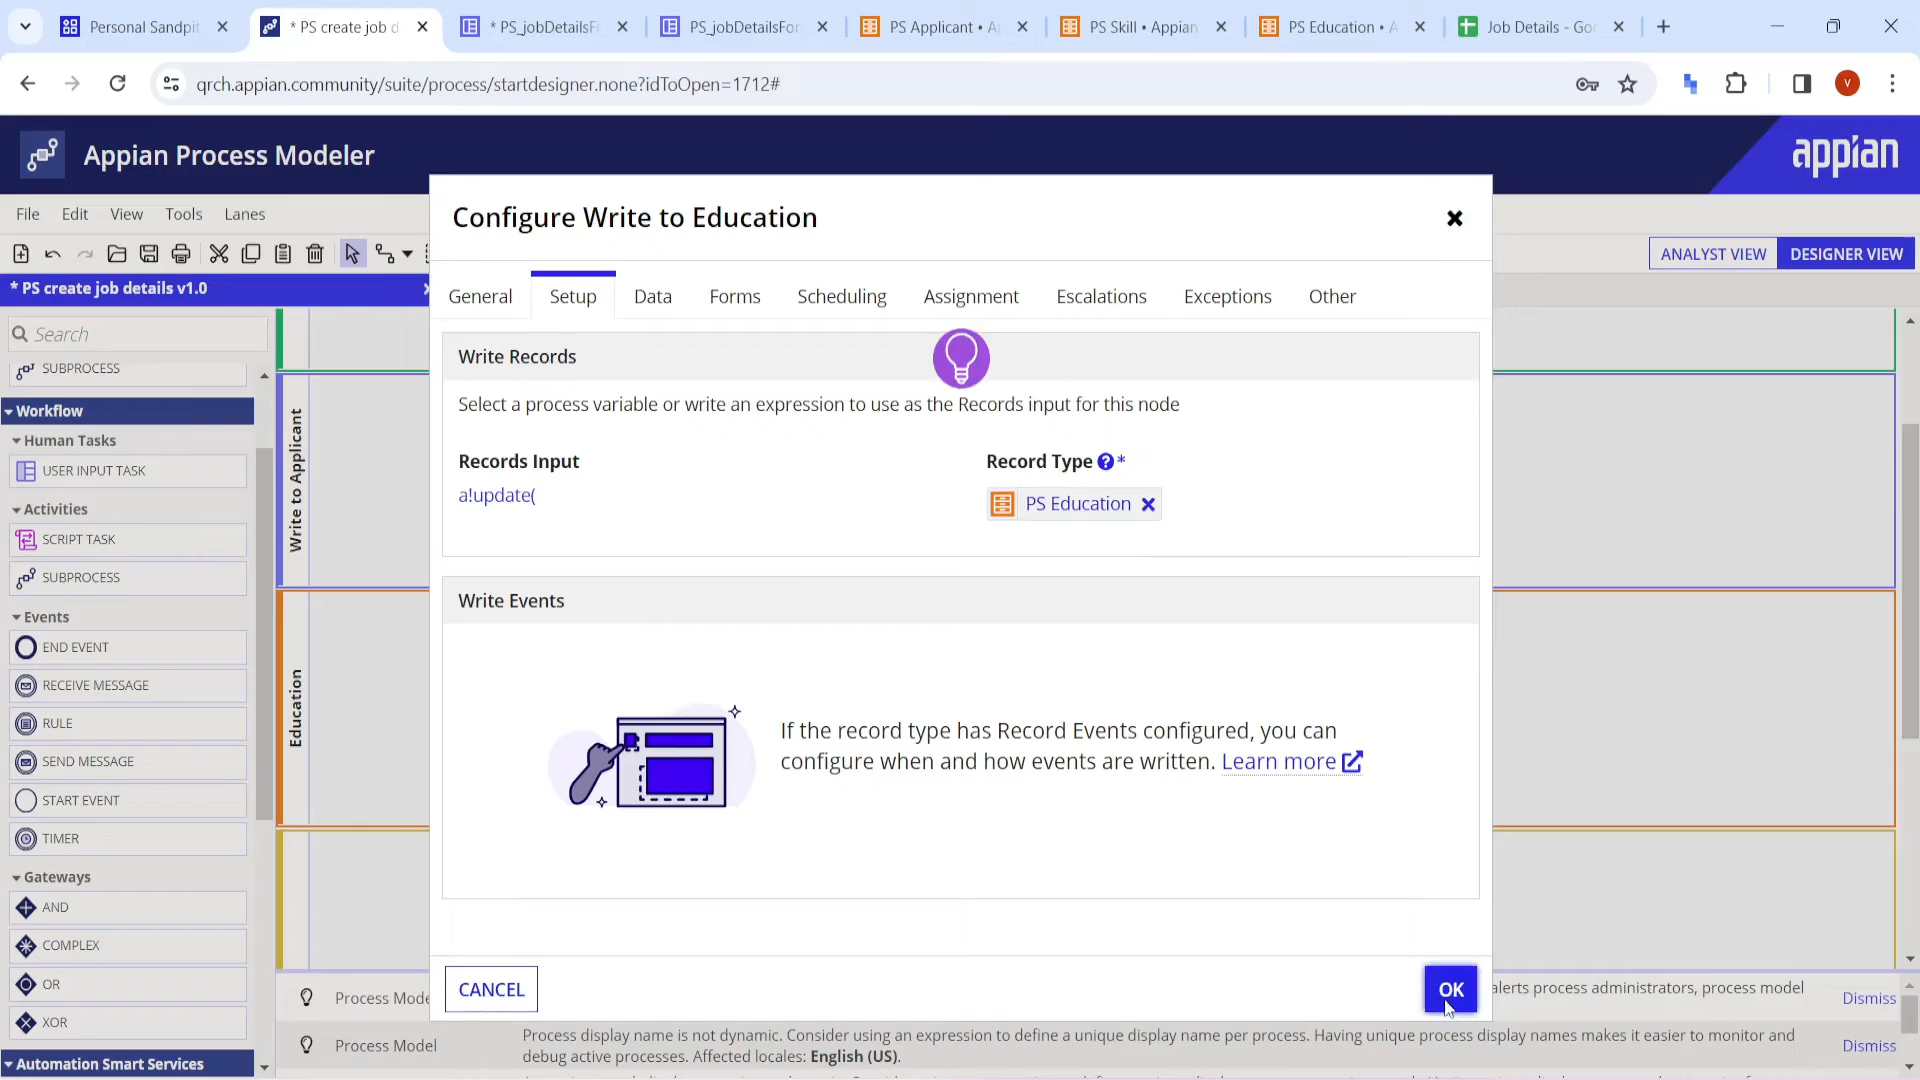 Personal Sandpit
* PS create job d
* PS_jobDetailsFi
PS_jobDetailsFor
PS Applicant • A
PS Skill • Appian
PS Education • A
Job Details - Goo
qrch.appian.community/suite/process/startdesigner.none?idToOpen=1712#
V
Appian Process Modeler
appian
File Edit View Tools Lanes
ANALYST VIEW DESIGNER VIEW
* PS create job details v1.0
Search
SUBPROCESS
Workflow
Human Tasks
USER INPUT TASK
Activities
SCRIPT TASK
SUBPROCESS
Events
END EVENT
RECEIVE MESSAGE
RULE
SEND MESSAGE
START EVENT
TIMER
Gateways
AND
COMPLEX
OR
XOR
Automation Smart Services
Write to Applicant
Education
Configure Write to Education
General Setup Data Forms Scheduling Assignment Escalations Exceptions Other
Write Records
Select a process variable or write an expression to use as the Records input for this node
Records Input
a!update(
Record Type ? *
PS Education
Write Events
If the record type has Record Events configured, you can
configure when and how events are written. Learn more
CANCEL
OK
Process Mode
alerts process administrators, process model
Dismiss
Process Model
Process display name is not dynamic. Consider using an expression to define a unique display name per process. Having unique process display names makes it easier to monitor and
debug active processes. Affected locales: English (US).
Dismiss